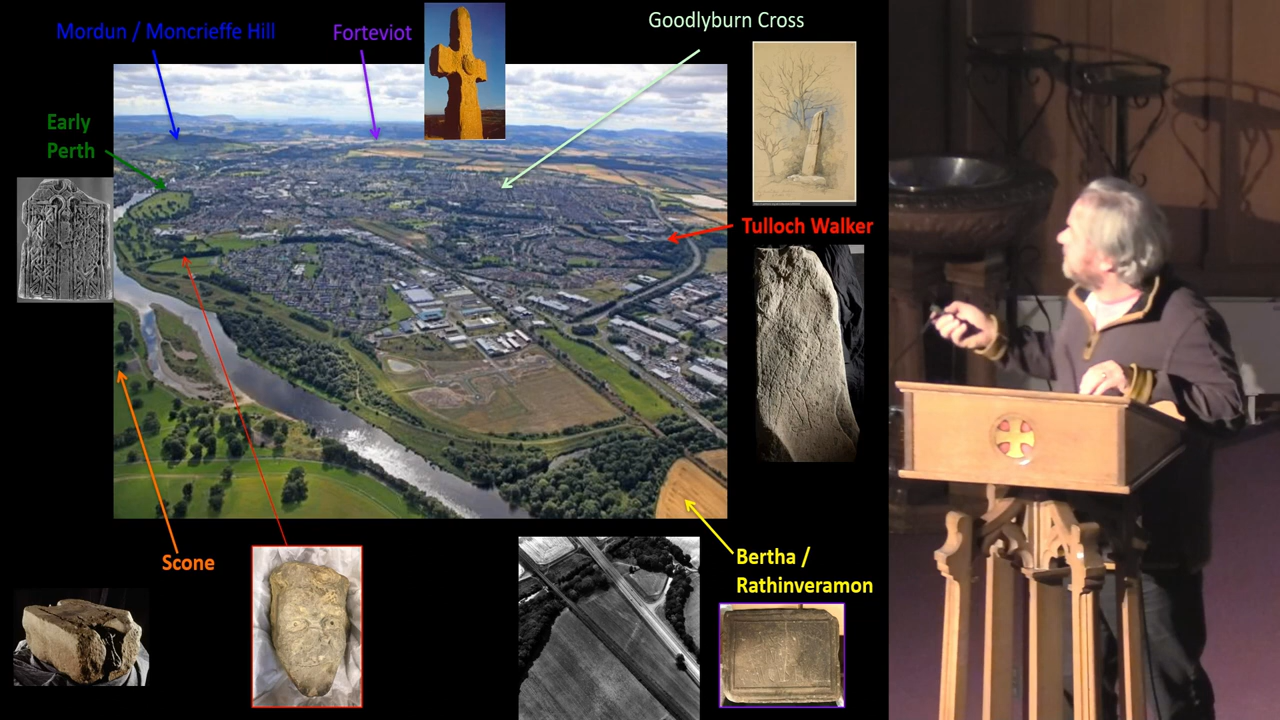 Mordun / Moncrieffe Hill
Forteviot
Goodlyburn Cross
Early
Perth
Tulloch Walker
Scone
Bertha /
Rathinveramon